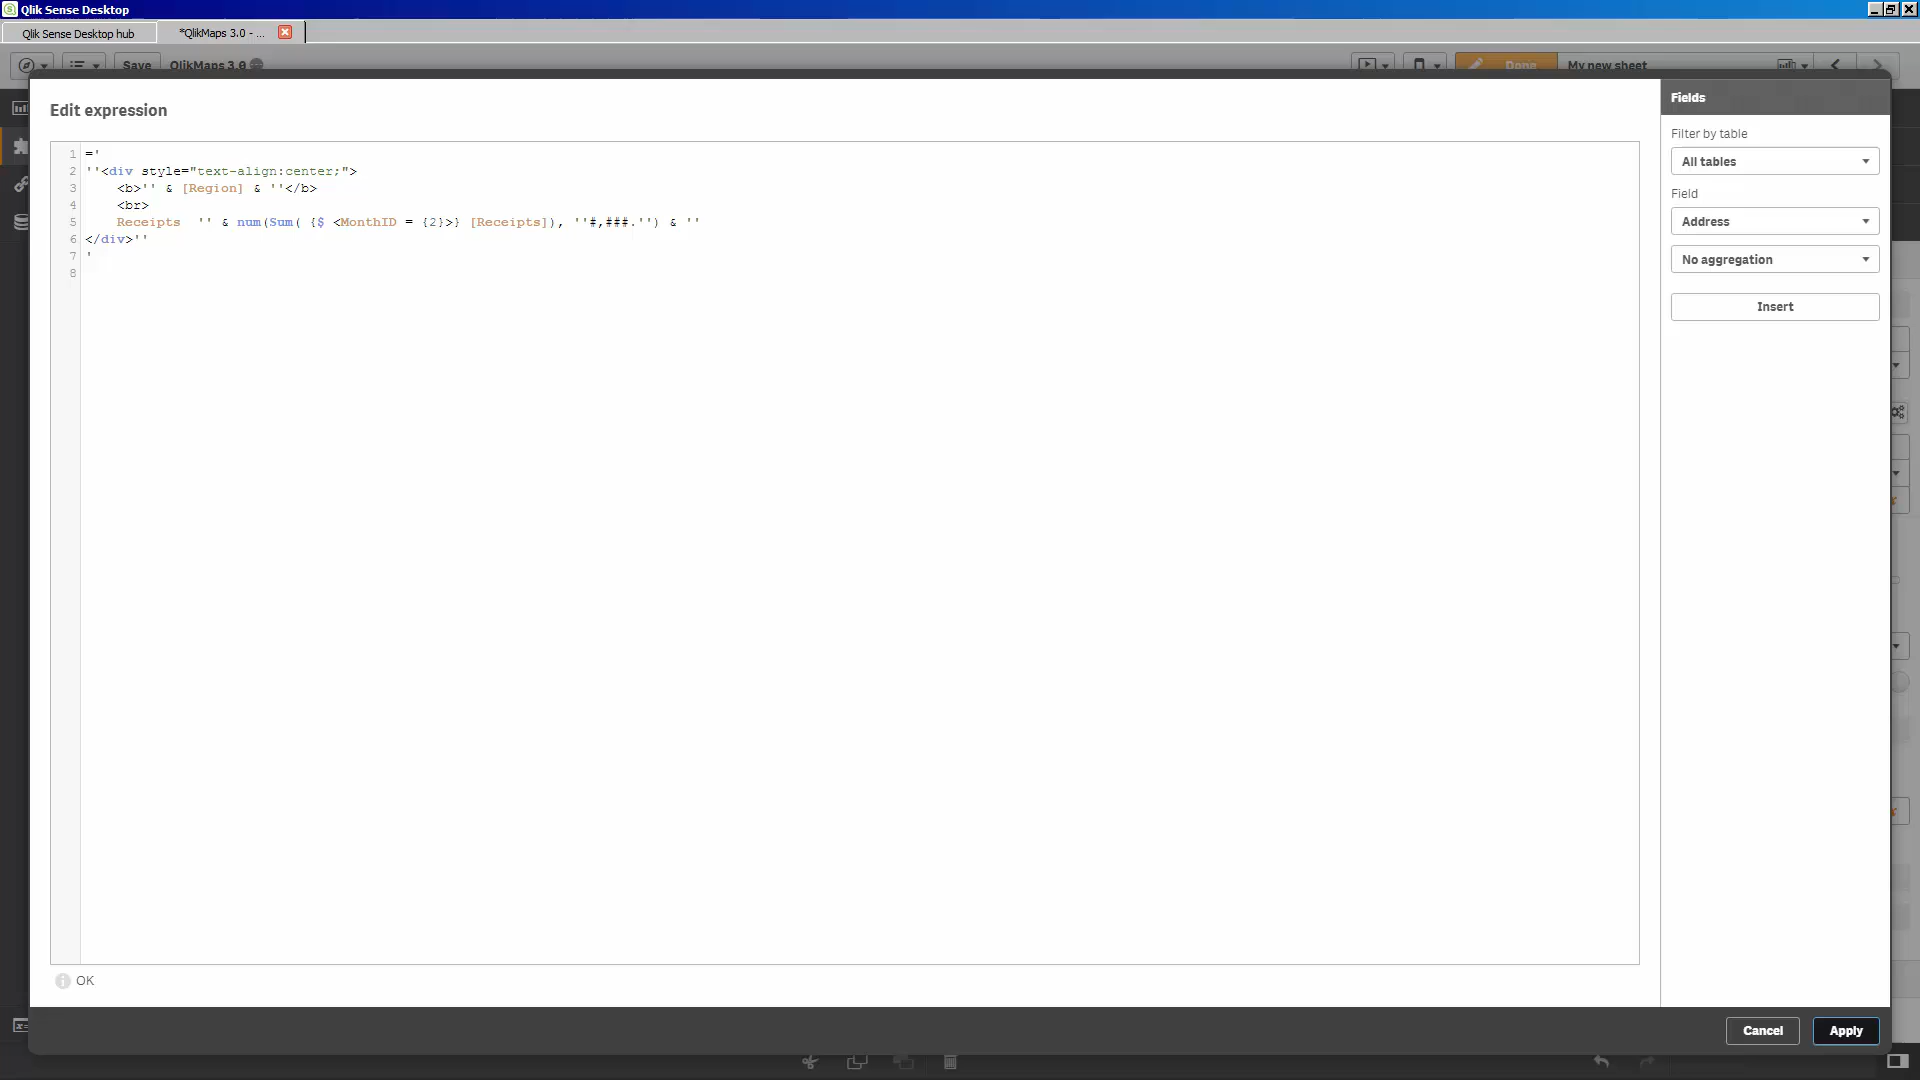 Qlik Sense Desktop
Qlik Sense Desktop hub
*QlikMaps 3.0 - ...
Save
QlikMaps 3.0
Done
My new sheet
Edit expression
1 ='
2 ''<div style="text-align:center;">
3 <b>'' & [Region] & ''</b>
4 <br>
5 Receipts '' & num(Sum( {$ <MonthID = {2}>} [Receipts]), ''#,###.'') & ''
6 </div>''
7 '
8
OK
Fields
Filter by table
All tables
Field
Address
No aggregation
Insert
Cancel
Apply